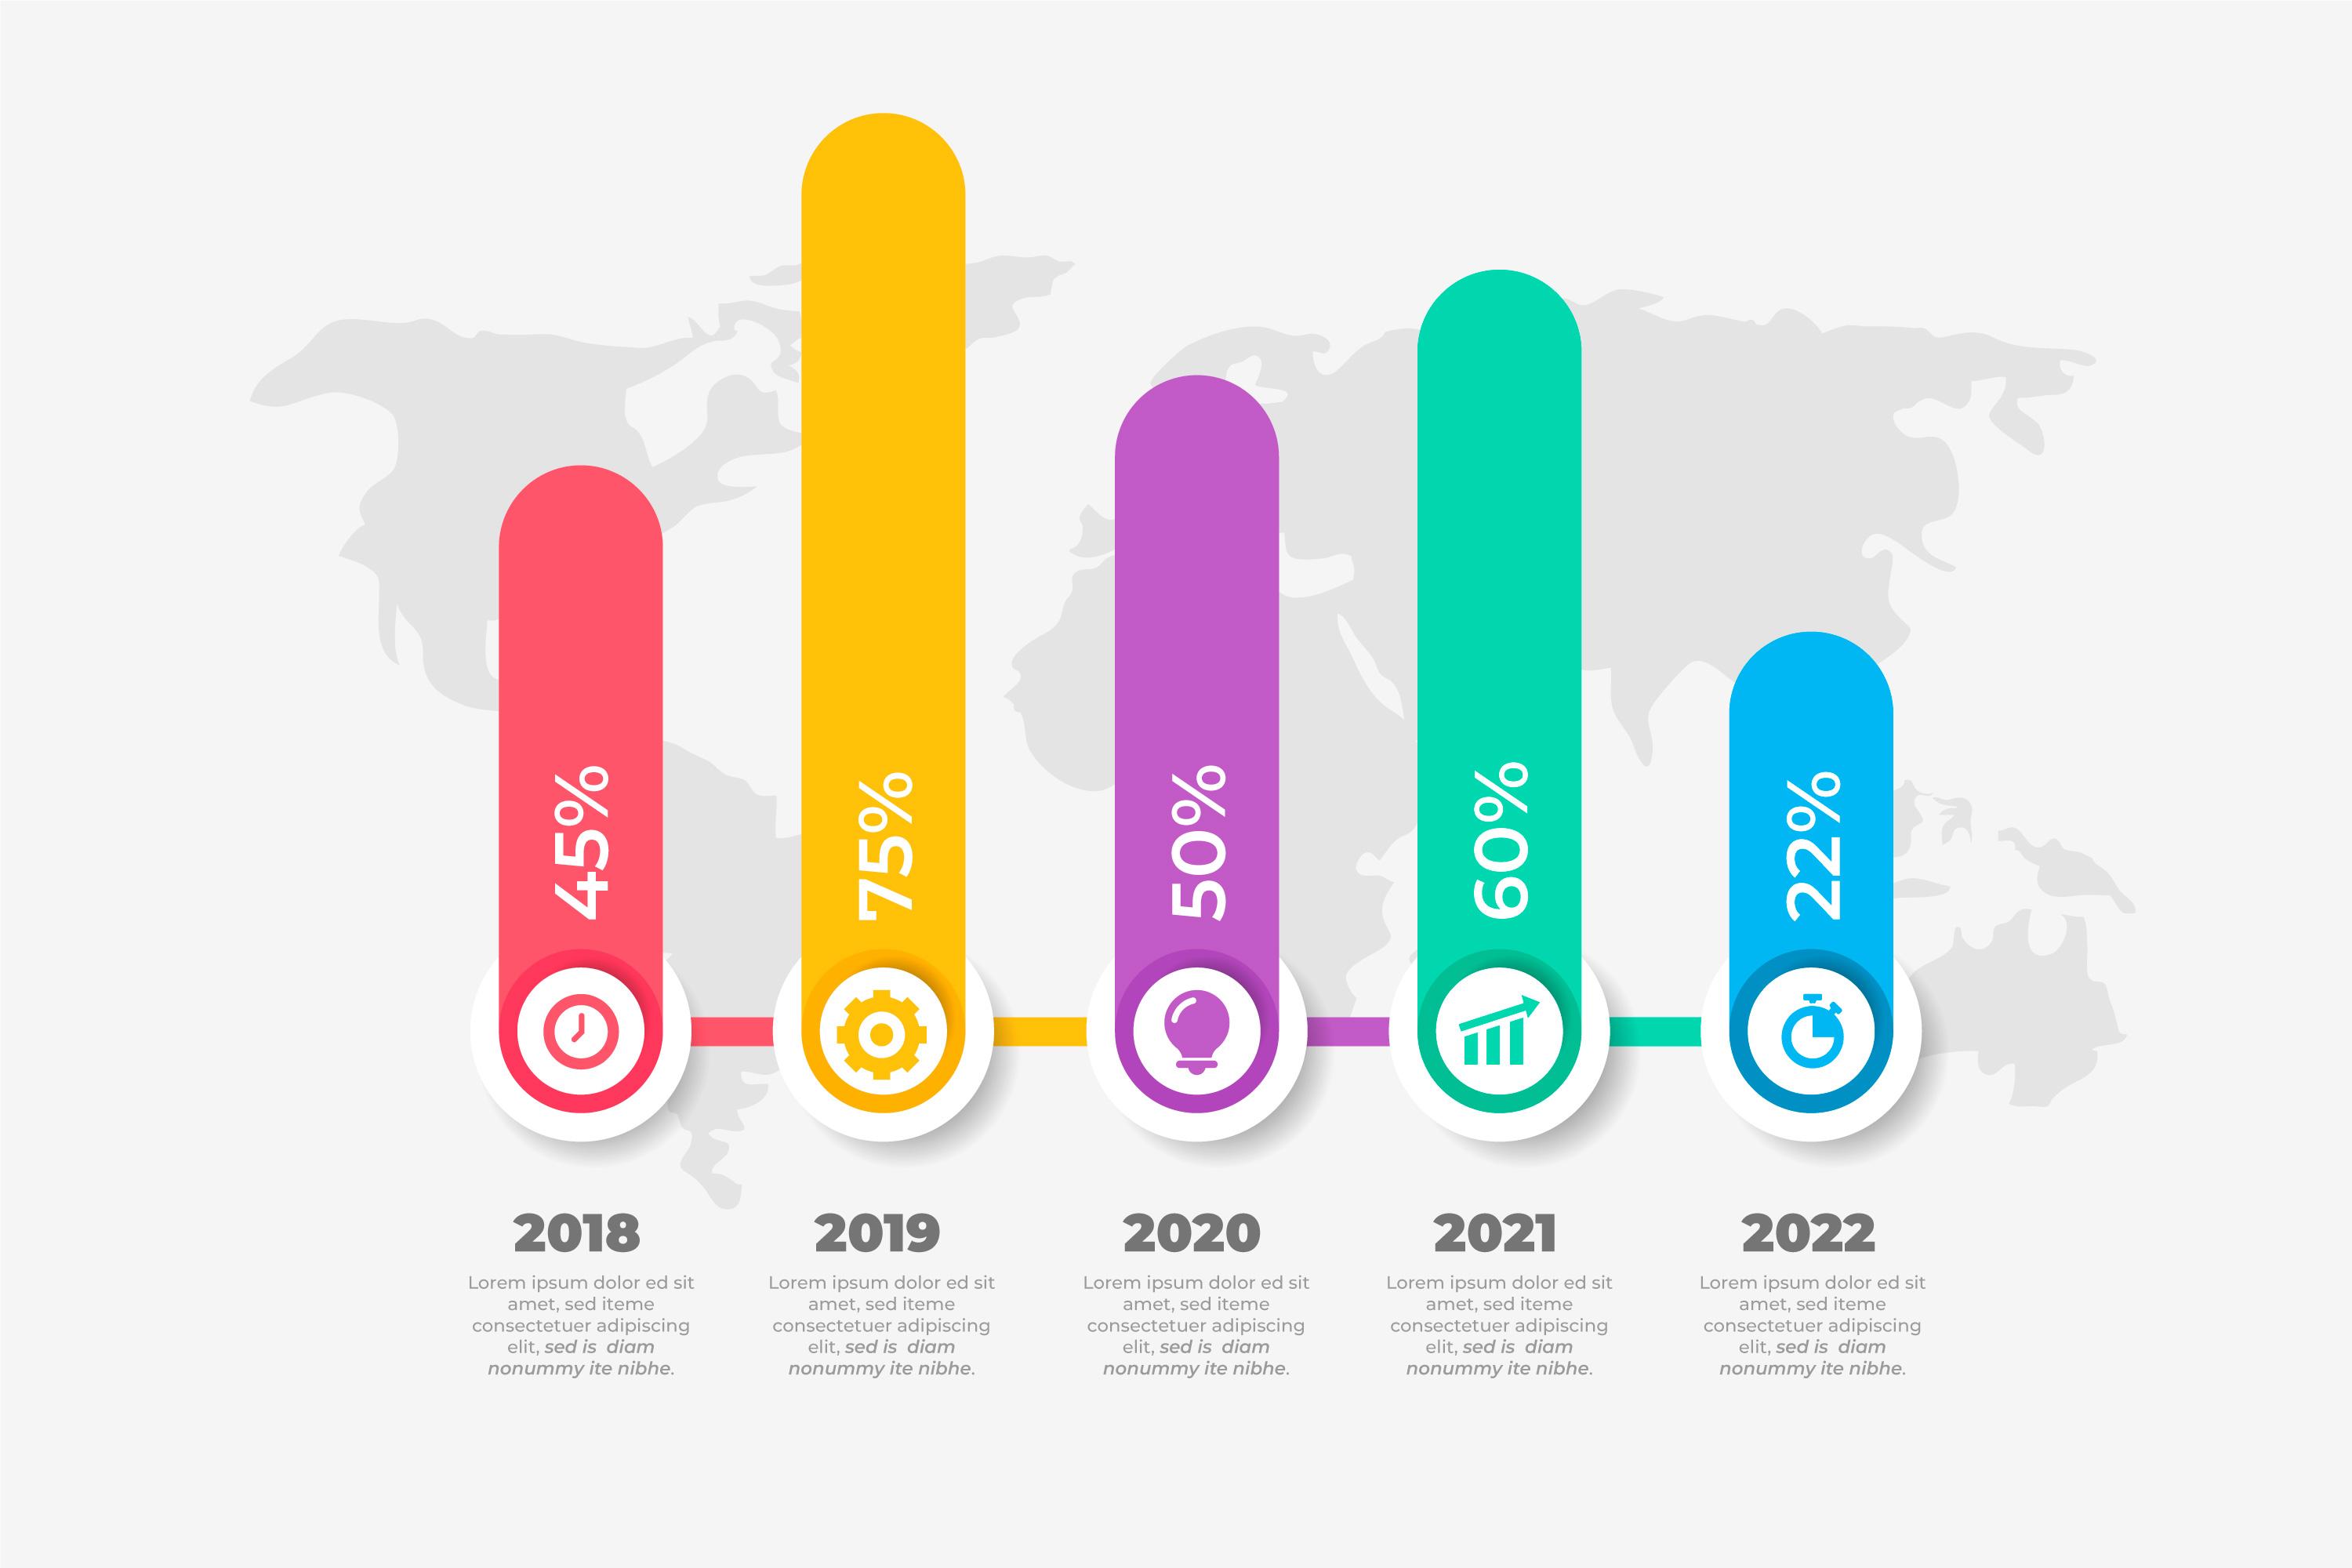 45%
75%
50%
60%
22%
2018
Lorem ipsum dolor ed sit
amet, sed iteme
consectetuer adipiscing
elit, sed is  diam
nonummy ite nibhe.
2019
Lorem ipsum dolor ed sit
amet, sed iteme
consectetuer adipiscing
elit, sed is  diam
nonummy ite nibhe.
2020
Lorem ipsum dolor ed sit
amet, sed iteme
consectetuer adipiscing
elit, sed is  diam
nonummy ite nibhe.
2021
Lorem ipsum dolor ed sit
amet, sed iteme
consectetuer adipiscing
elit, sed is  diam
nonummy ite nibhe.
2022
Lorem ipsum dolor ed sit
amet, sed iteme
consectetuer adipiscing
elit, sed is  diam
nonummy ite nibhe.